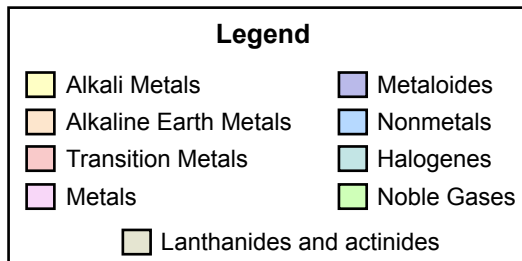 Legend
Alkali Metals
Alkaline Earth Metals
Transition Metals
Metals
Metaloides
Nonmetals
Halogenes
Noble Gases
Lanthanides and actinides